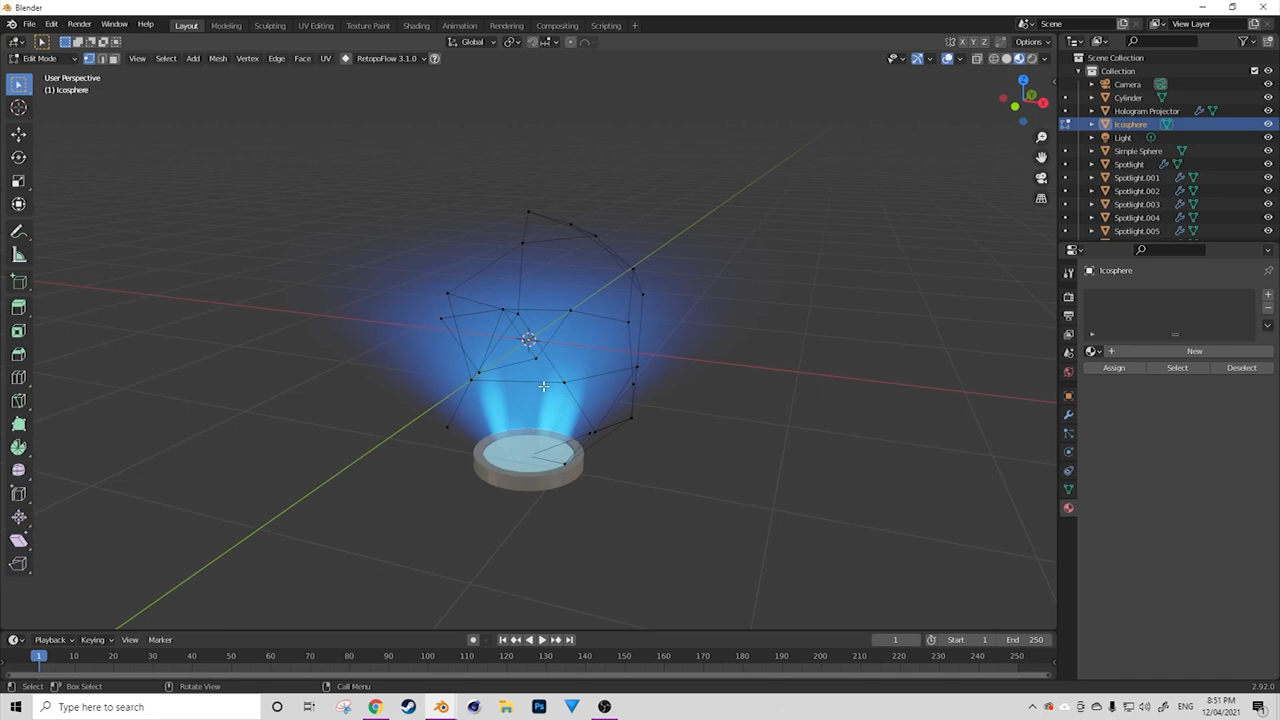 Blender
File Edit Render Window Help Layout Modeling Sculpting UV Editing Texture Paint Shading Animation Rendering Compositing Scripting + Scene View Layer
Global Options
Edit Mode View Select Add Mesh Vertex Edge Face UV RetopoFlow 3.1.0
X Y Z
User Perspective
(1) Icosphere
Z
Y
X
Scene Collection
Collection
Camera
Cylinder
Hologram Projector
Icosphere
Light
Simple Sphere
Spotlight
Spotlight.001
Spotlight.002
Spotlight.003
Spotlight.004
Spotlight.005
Icosphere
New
Assign Select Deselect
Playback Keying View Marker 1 Start 1 End 250
1 10 20 30 40 50 60 70 80 90 100 110 120 130 140 150 160 170 180 190 200 210 220 230 240 250
Select Box Select Rotate View Call Menu 2.92.0
Type here to search Ps ENG 8:51 PM
12/04/2021